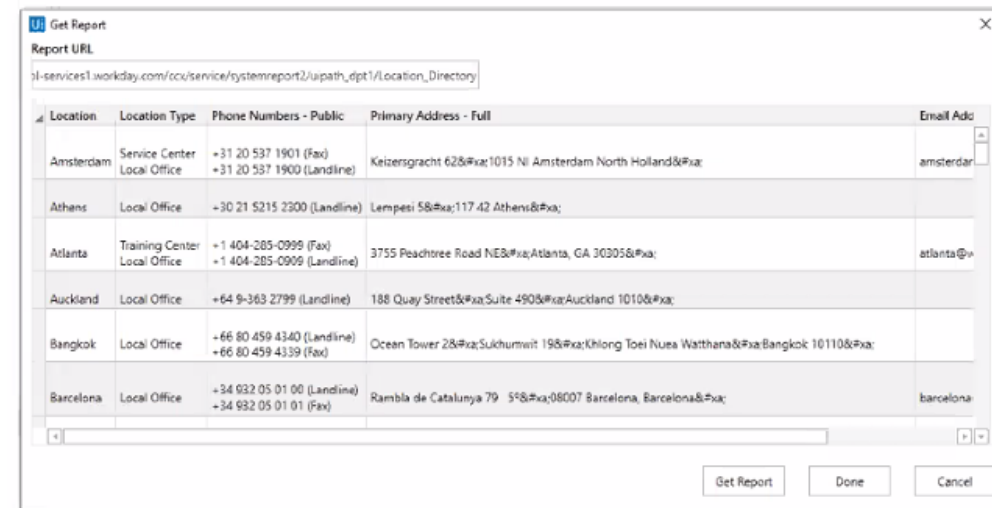 Ui Get Report
Report URL
ol-services1.workday.com/ccx/service/systemreport2/uipath_dpt1/Location_Directory
Location Location Type Phone Numbers - Public Primary Address - Full Email Add
Amsterdam Service Center +31 20 537 1901 (Fax) Keizersgracht 62&#xa;1015 NI Amsterdam North Holland&#xa; amsterdar
Local Office +31 20 537 1900 (Landline)
Athens Local Office +30 21 5215 2300 (Landline) Lempesi 5&#xa;117 42 Athens&#xa;
Atlanta Training Center +1 404-285-0999 (Fax) 3755 Peachtree Road NE&#xa;Atlanta, GA 30305&#xa; atlanta@w
Local Office +1 404-285-0909 (Landline)
Auckland Local Office +64 9-363 2799 (Landline) 188 Quay Street&#xa;Suite 490&#xa;Auckland 1010&#xa;
Bangkok Local Office +66 80 459 4340 (Landline) Ocean Tower 2&#xa;Sukhumwit 19&#xa;Khlong Toei Nuea Watthana&#xa;Bangkok 10110&#xa;
+66 80 459 4339 (Fax)
Barcelona Local Office +34 932 05 01 00 (Landline) Rambla de Catalunya 79 5º&#xa;08007 Barcelona, Barcelona&#xa; barcelona
+34 932 05 01 01 (Fax)
Get Report Done Cancel